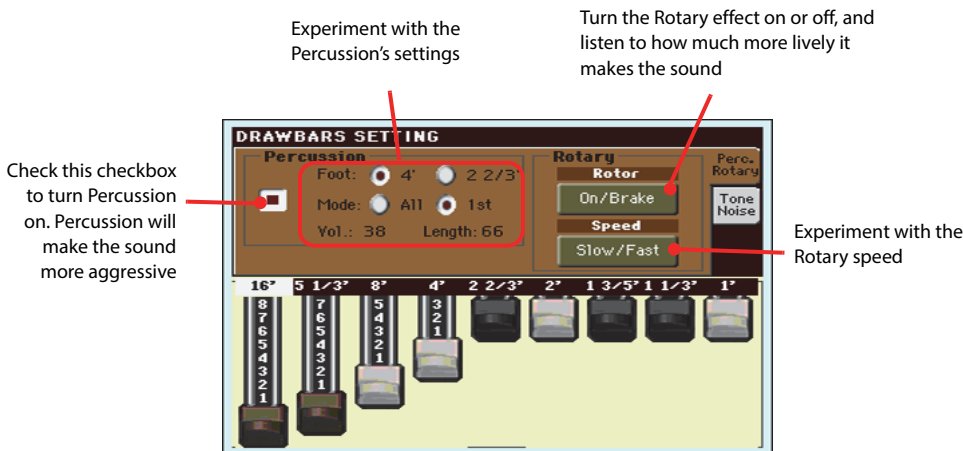 Experiment with the
Percussion's settings
Turn the Rotary effect on or off, and
listen to how much more lively it
makes the sound
Check this checkbox
to turn Percussion
on. Percussion will
make the sound
more aggressive
DRAWBARS SETTING
Percussion
Foot: 4' 2 2/3'
Mode: All 1st
Vol.: 38 Length: 66
Rotary
Rotor
On/Brake
Speed
Slow/Fast
Perc.
Rotary
Tone
Noise
Experiment with the
Rotary speed
16' 5 1/3' 8' 4' 2 2/3' 2' 1 3/5' 1 1/3' 1'
8 7 5 3
7 6 4 2
6 5 3 1
5 4 2
4 3 1
3 2
2 1
1